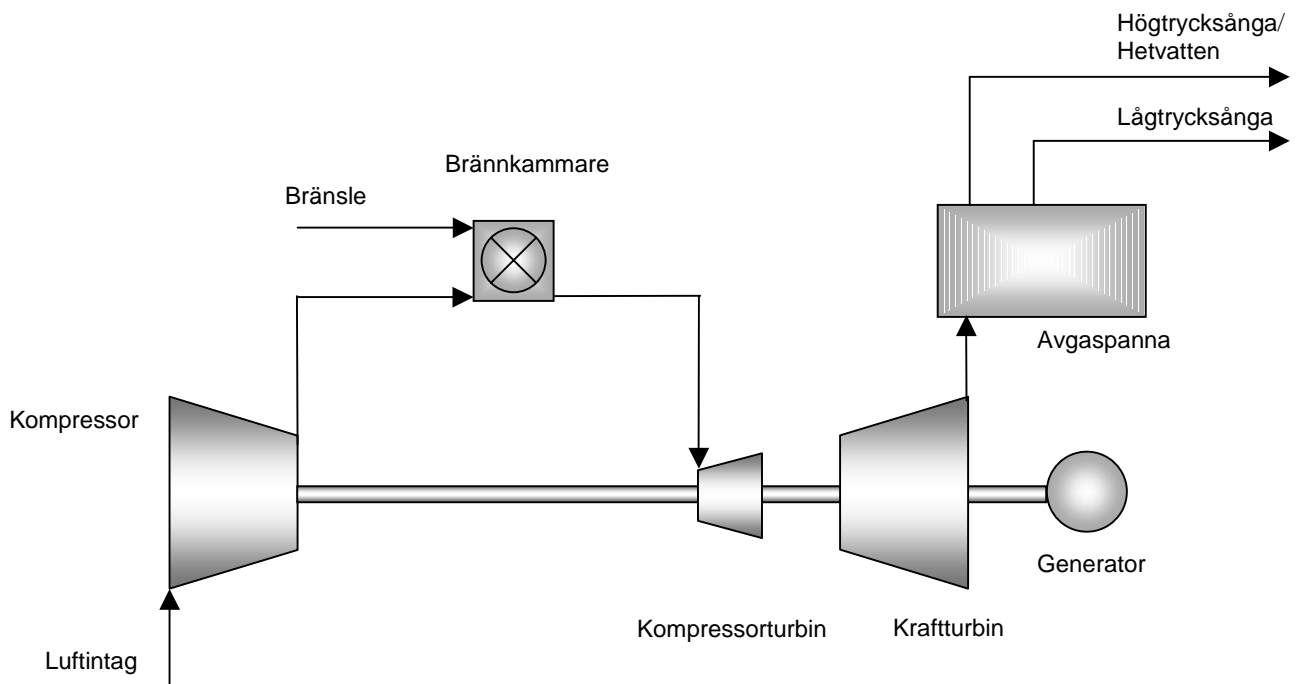 Högtrycksånga/
Hetvatten
Lågtrycksånga
Brännkammare
Bränsle
Avgaspanna
Kompressor
Generator
Kompressorturbin
Kraftturbin
Luftintag